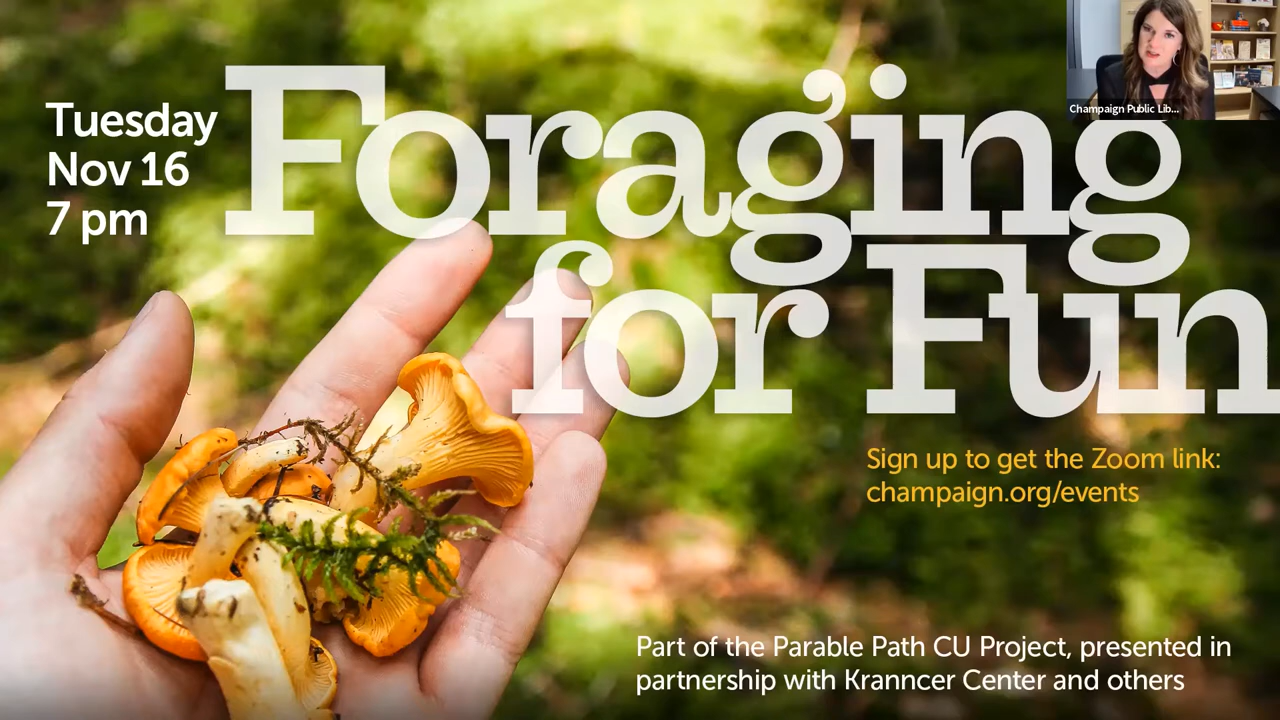 Tuesday
Nov 16
7 pm
Foraging
for Fun
Champaign Public Lib...
Sign up to get the Zoom link:
champaign.org/events
Part of the Parable Path CU Project, presented in
partnership with Kranncer Center and others